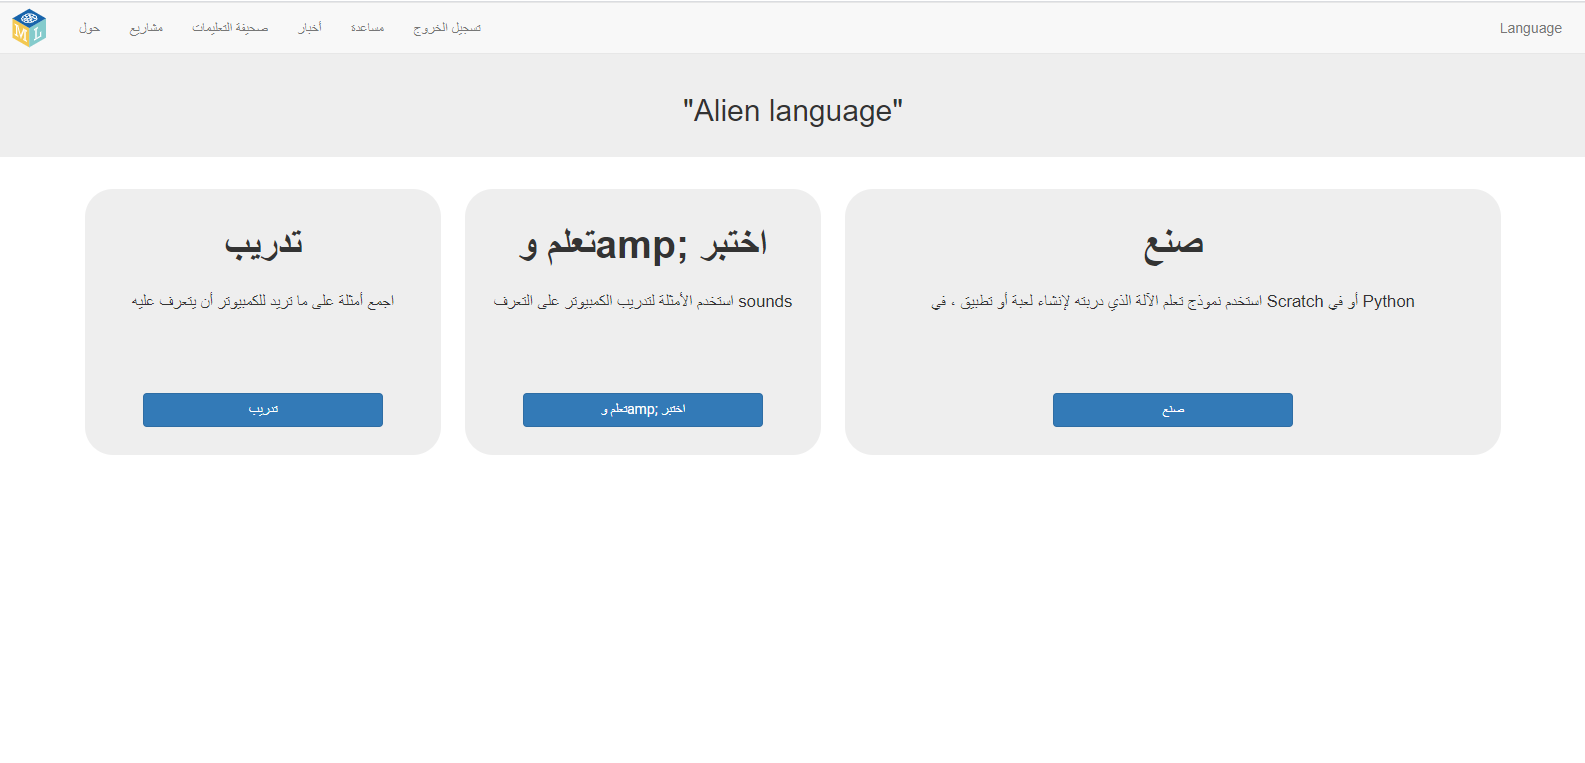 ML
حول
مشاريع
صحيفة التعليمات
أخبار
مساعدة
تسجيل الخروج
Language
"Alien language"
تدريب
اجمع أمثلة على ما تريد للكمبيوتر أن يتعرف عليه
تدريب
تعلم و amp; اختبر
استخدم الأمثلة لتدريب الكمبيوتر على التعرف sounds
تعلم و amp; اختبر
صنع
استخدم نموذج تعلم الآلة الذي دربته لإنشاء لعبة أو تطبيق ، في Scratch أو في Python
صنع